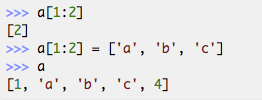 >>> a[1:2]
[2]
>>> a[1:2] = ['a', 'b', 'c']
>>> a
[1, 'a', 'b', 'c', 4]